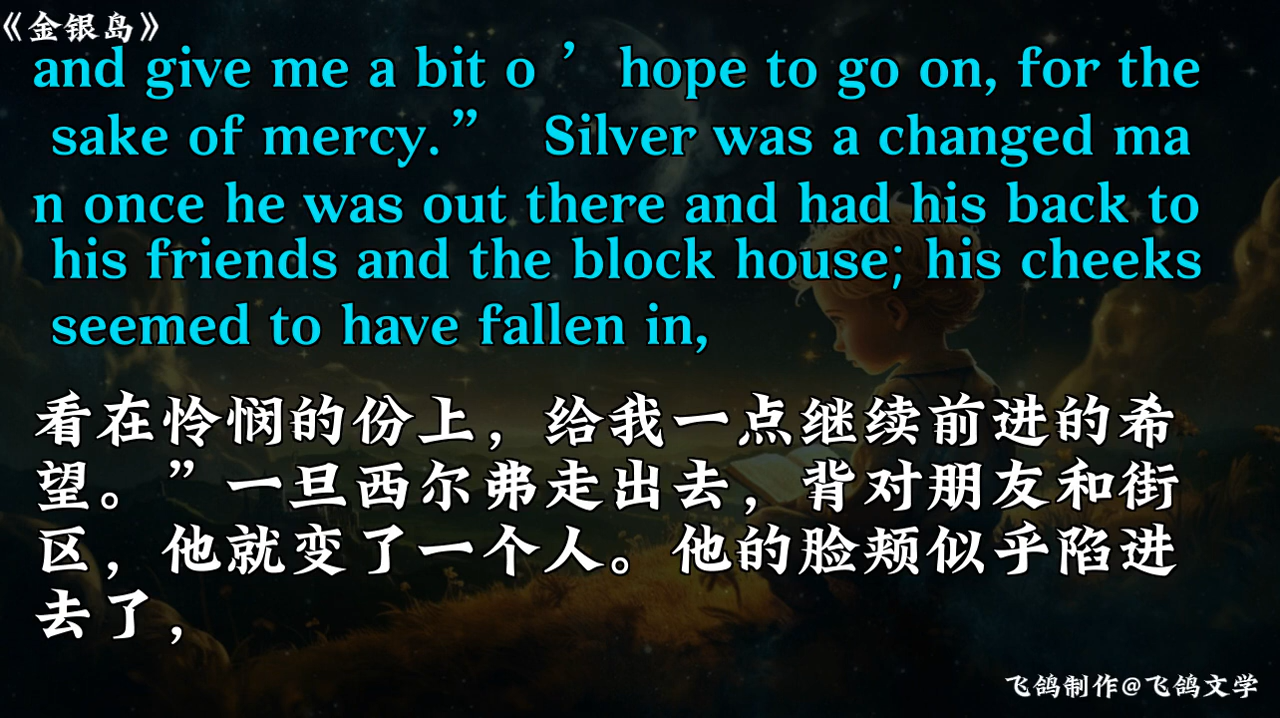 《金银岛》
and give me a bit o ’ hope to go on, for the
sake of mercy.” Silver was a changed ma
n once he was out there and had his back to
his friends and the block house; his cheeks
seemed to have fallen in,
看在怜悯的份上，给我一点继续前进的希
望。”一旦西尔弗走出去，背对朋友和街
区，他就变了一个人。他的脸颊似乎陷进
去了，
飞鸽制作@飞鸽文学